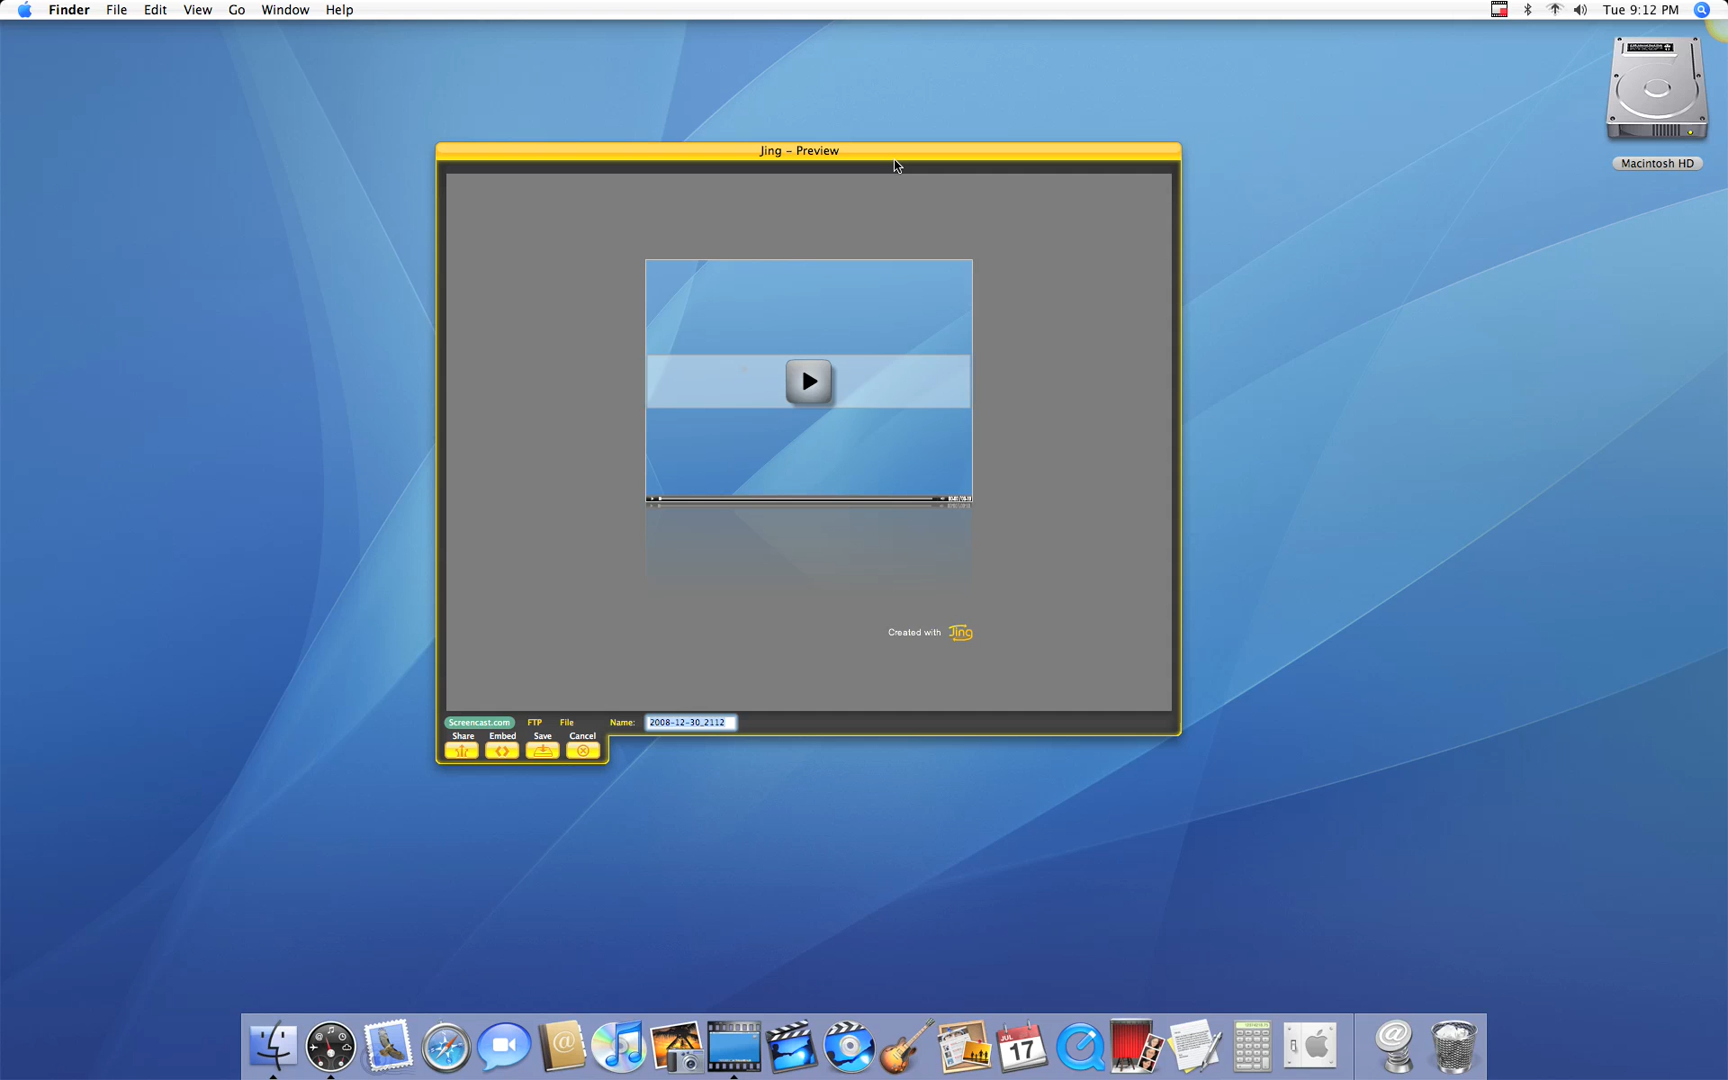 Finder File Edit View Go Window Help Tue 9:12 PM
Macintosh HD
Jing – Preview
Created with Jing
Screencast.com FTP File Name: 2008-12-30_2112
Share Embed Save Cancel
JUL
17